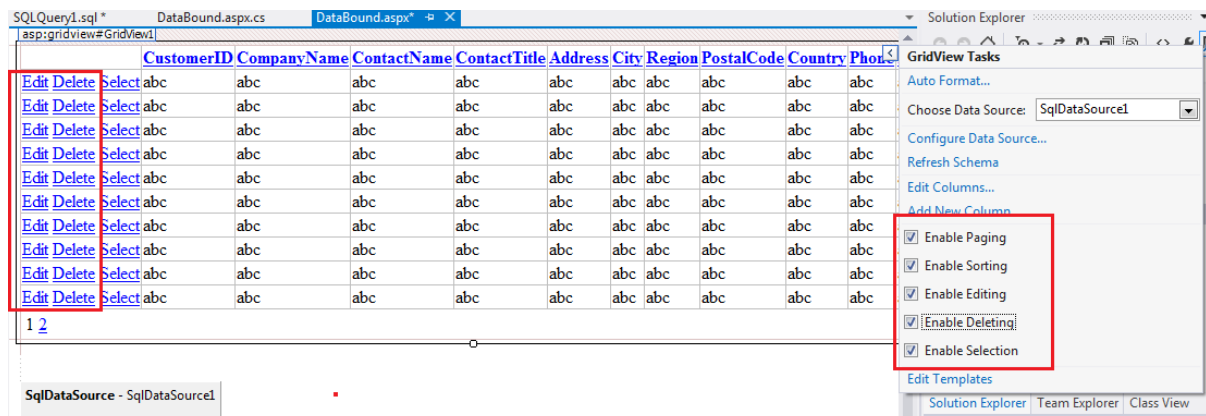 SQLQuery1.sql * DataBound.aspx.cs DataBound.aspx*
Solution Explorer
asp:gridview#GridView1
CustomerID CompanyName ContactName ContactTitle Address City Region PostalCode Country Phone
Edit Delete Select abc abc abc abc abc abc abc abc abc abc
Edit Delete Select abc abc abc abc abc abc abc abc abc abc
Edit Delete Select abc abc abc abc abc abc abc abc abc abc
Edit Delete Select abc abc abc abc abc abc abc abc abc abc
Edit Delete Select abc abc abc abc abc abc abc abc abc abc
Edit Delete Select abc abc abc abc abc abc abc abc abc abc
Edit Delete Select abc abc abc abc abc abc abc abc abc abc
Edit Delete Select abc abc abc abc abc abc abc abc abc abc
Edit Delete Select abc abc abc abc abc abc abc abc abc abc
Edit Delete Select abc abc abc abc abc abc abc abc abc abc
1 2
SqlDataSource - SqlDataSource1
GridView Tasks
Auto Format...
Choose Data Source: SqlDataSource1
Configure Data Source...
Refresh Schema
Edit Columns...
Add New Column...
Enable Paging
Enable Sorting
Enable Editing
Enable Deleting
Enable Selection
Edit Templates
Solution Explorer Team Explorer Class View